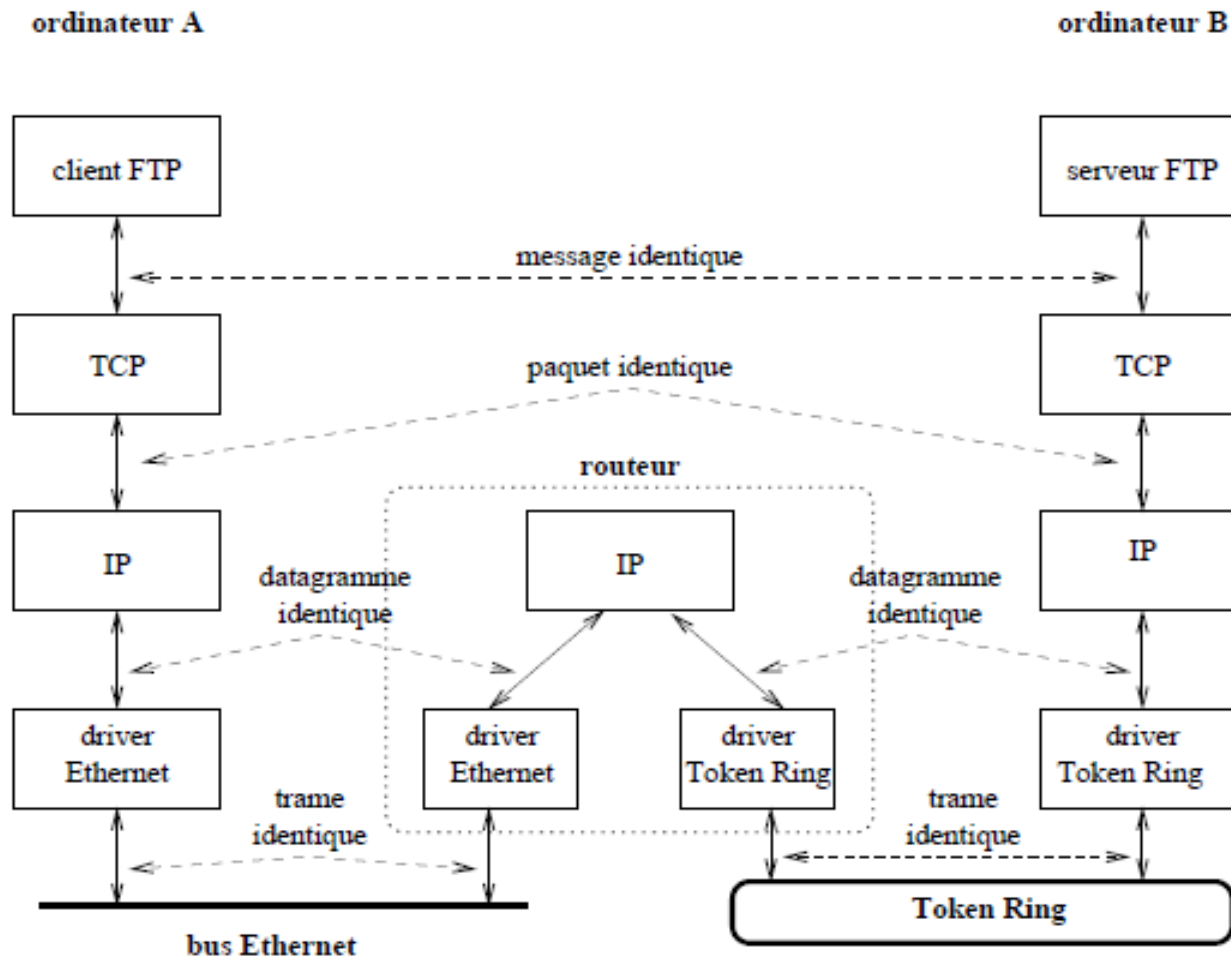 ordinateur A
ordinateur B
client FTP
serveur FTP
message identique
TCP
TCP
paquet identique
routeur
IP
IP
IP
datagramme
identique
datagramme
identique
driver
Ethernet
driver
Ethernet
driver
Token Ring
driver
Token Ring
trame
identique
trame
identique
bus Ethernet
Token Ring